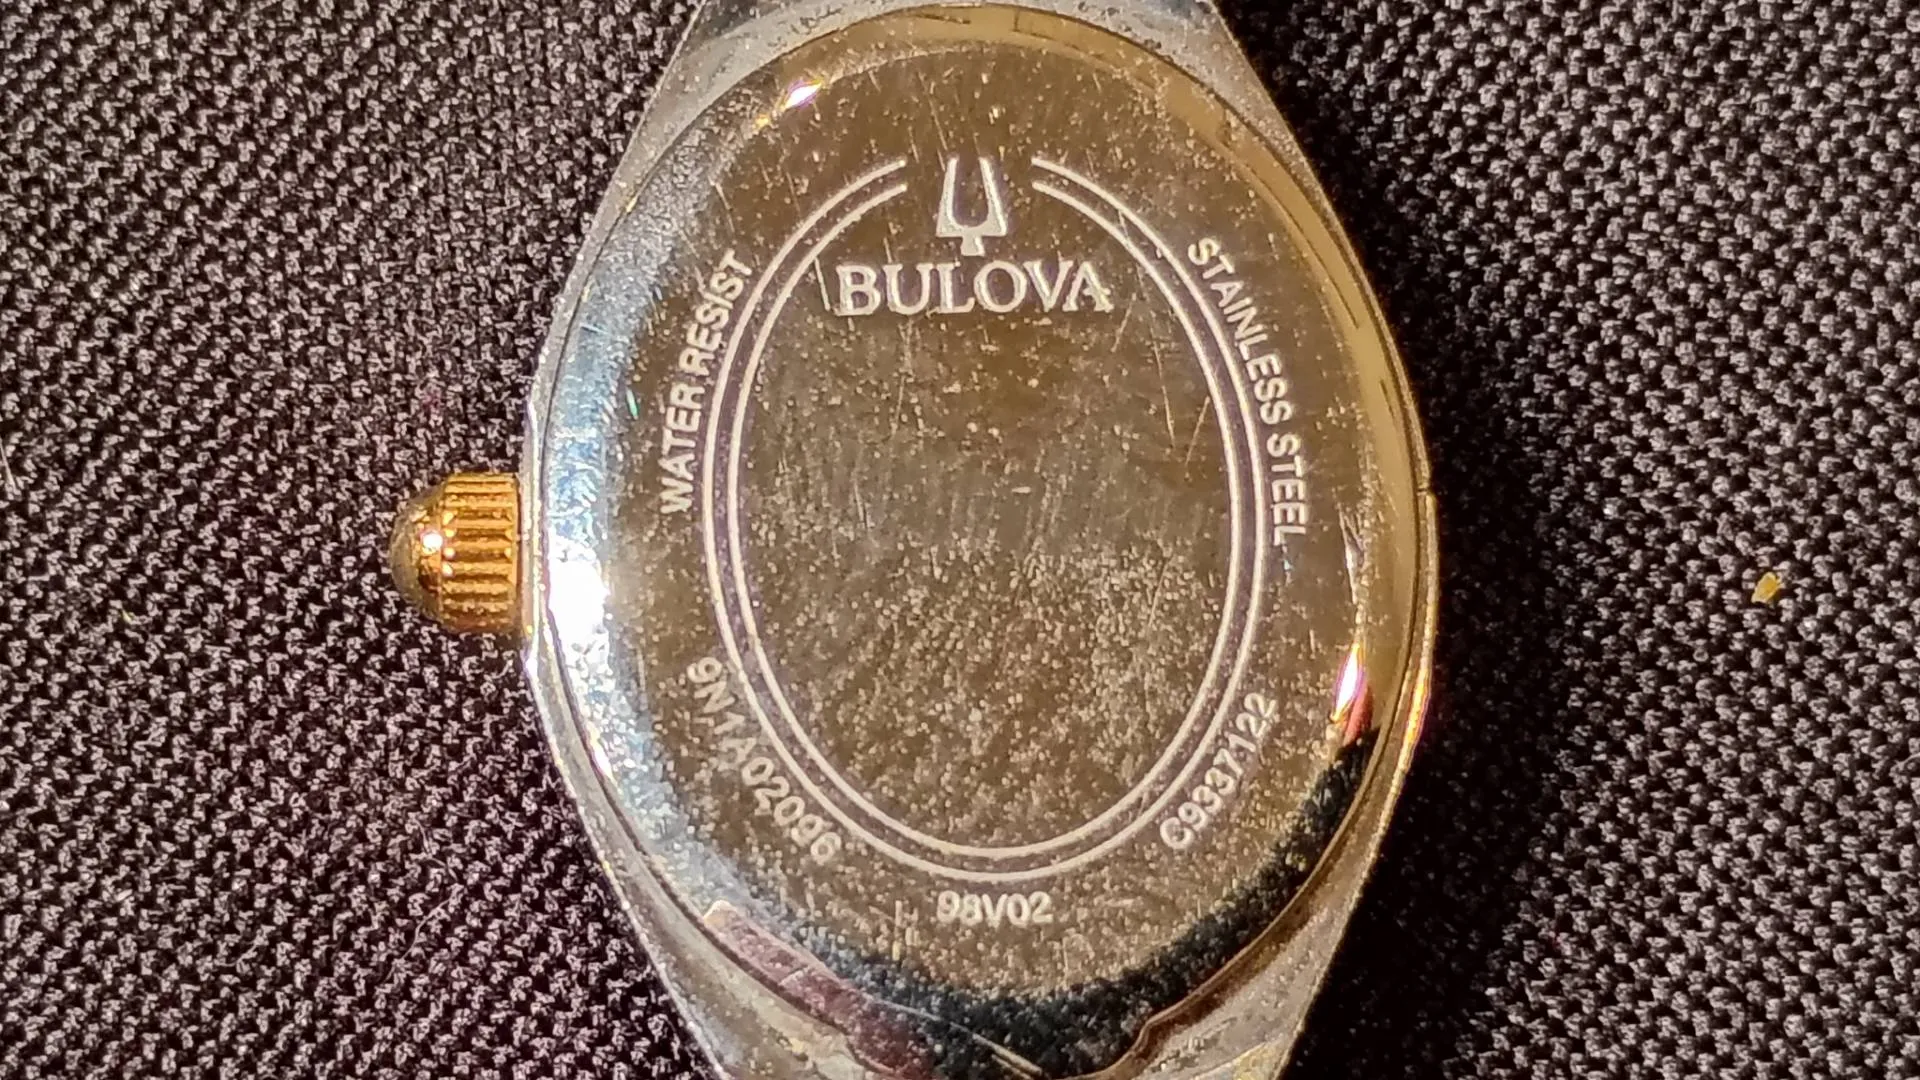 BULOVA
WATER RESIST
STAINLESS STEEL
9N1A02096
C9337122
98V02